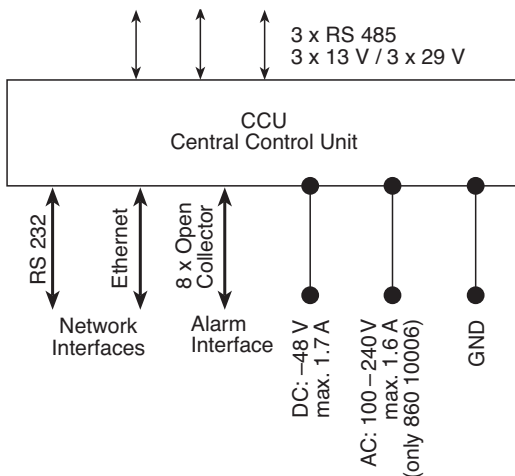 3 x RS 485
3 x 13 V / 3 x 29 V
CCU
Central Control Unit
RS 232
Ethernet
8 x Open
Collector
Network
Interfaces
Alarm
Interface
DC: –48 V
max. 1.7 A
AC: 100 – 240 V
max. 1.6 A
(only 860 10006)
GND